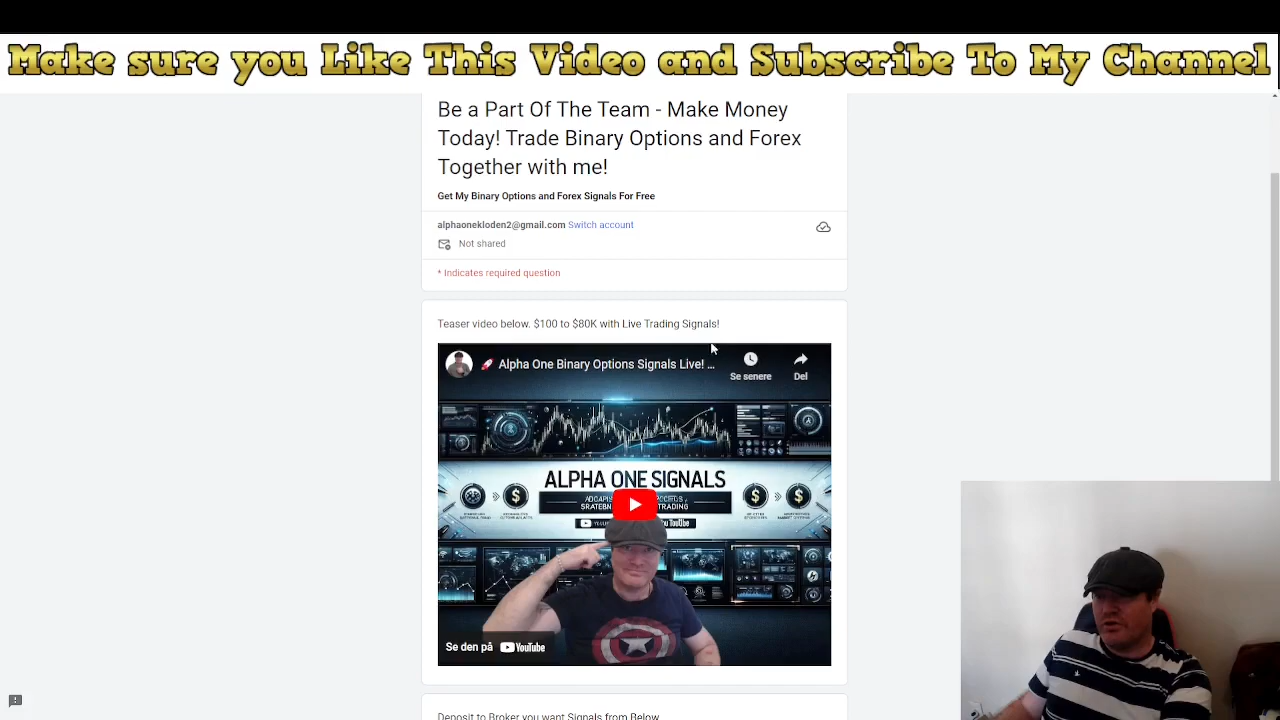 Make sure you Like This Video and Subscribe To My Channel
Be a Part Of The Team - Make Money
Today! Trade Binary Options and Forex
Together with me!
Get My Binary Options and Forex Signals For Free
alphaonekloden2@gmail.com Switch account
Not shared
* Indicates required question
Teaser video below. $100 to $80K with Live Trading Signals!
Alpha One Binary Options Signals Live! ...
Se senere
Del
ALPHA ONE SIGNALS
TRADING
Se den på YouTube
Deposit to Broker you want Signals from Below